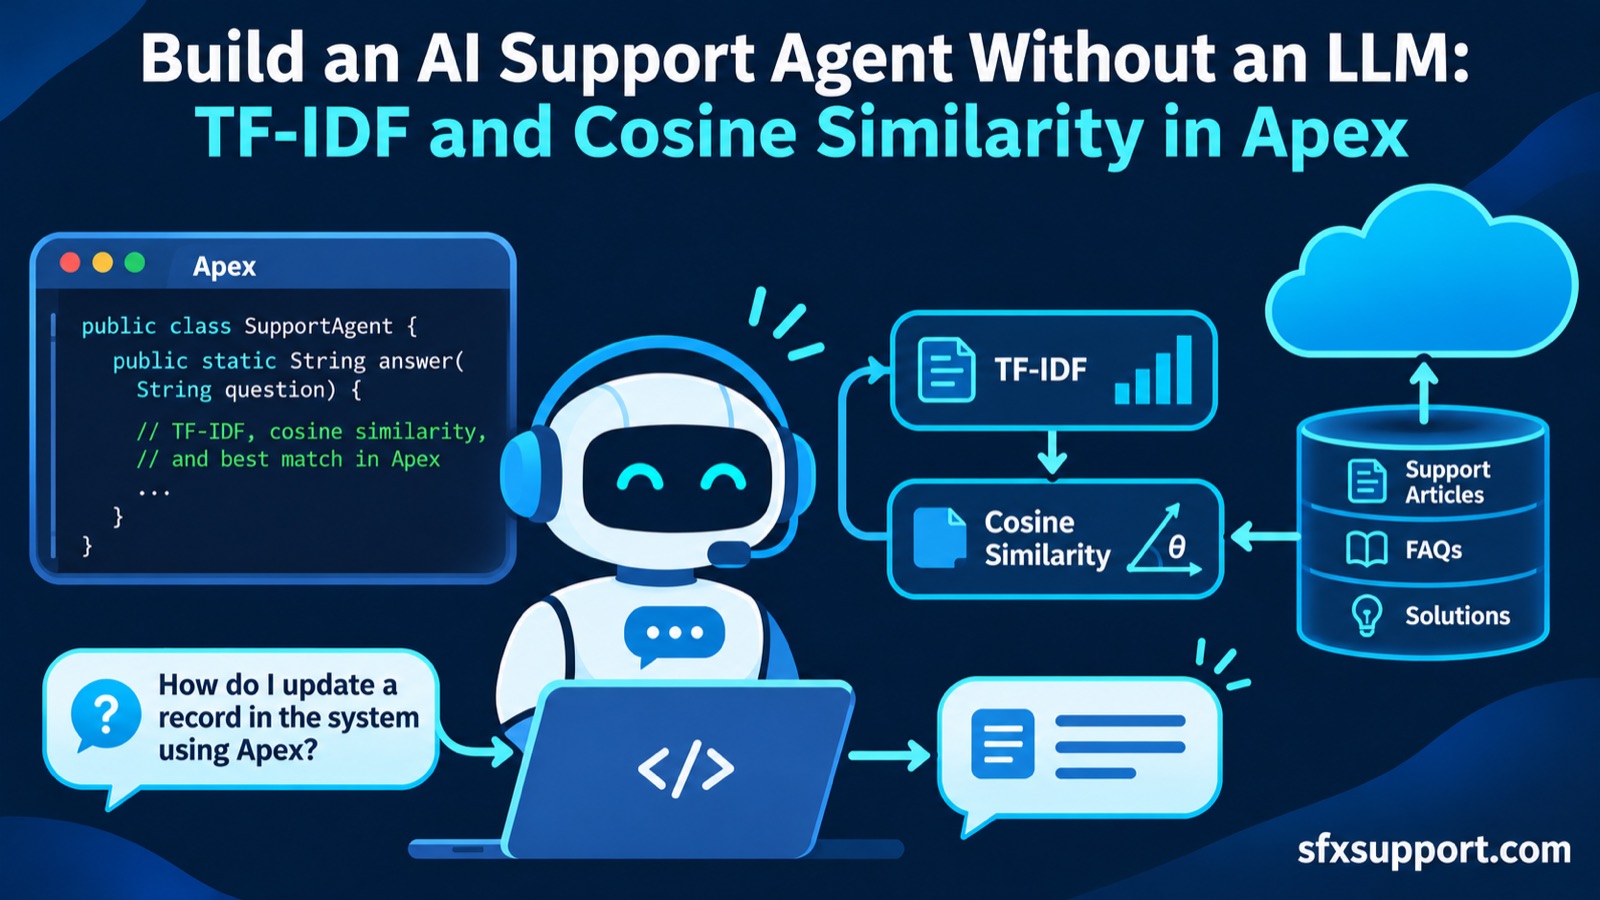 Build an AI Support Agent Without an LLM:
TF-IDF and Cosine Similarity in Apex
Apex
public class SupportAgent {
public static String answer(
String question) {
// TF-IDF, cosine similarity,
// and best match in Apex
...
}
}
TF-IDF
Cosine
Similarity
θ
Support
Articles
FAQs
Solutions
?
How do I update a
record in the system
using Apex?
</>
sfxsupport.com